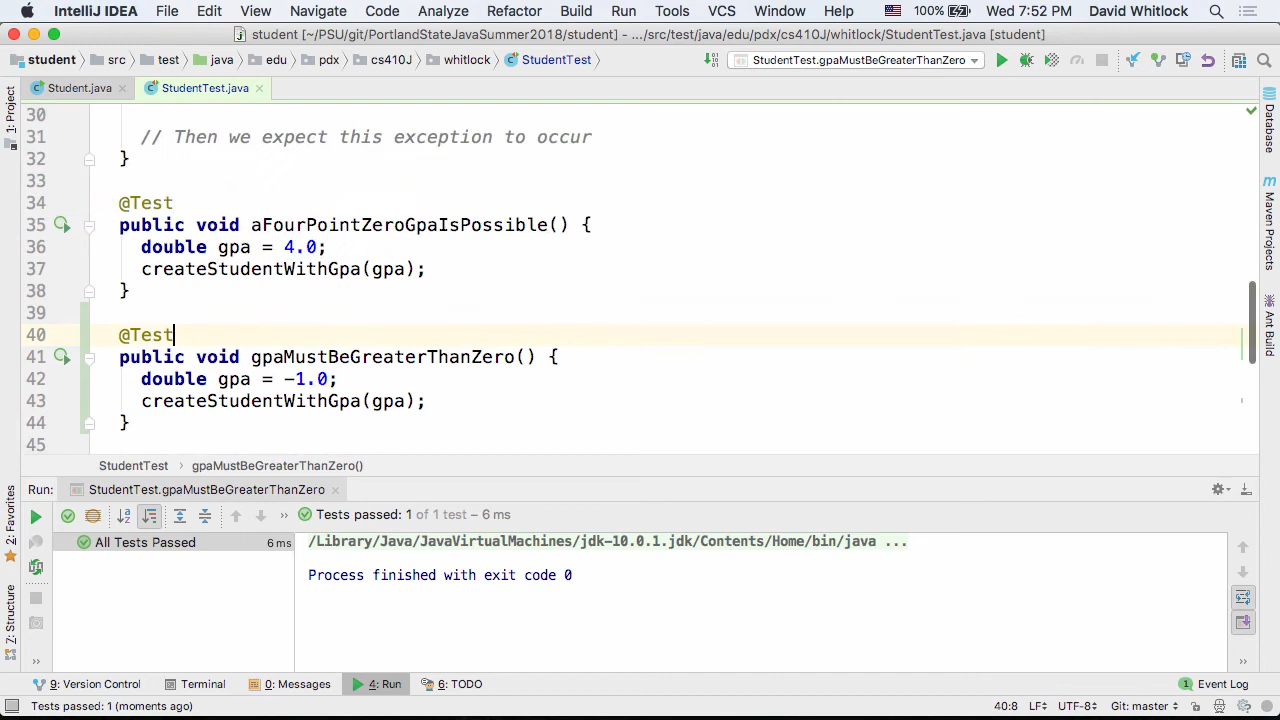 IntelliJ IDEA File Edit View Navigate Code Analyze Refactor Build Run Tools VCS Window Help 100% Wed 7:52 PM David Whitlock
student [~/PSU/git/PortlandStateJavaSummer2018/student] - .../src/test/java/edu/pdx/cs410J/whitlock/StudentTest.java [student]
student src test java edu pdx cs410J whitlock StudentTest StudentTest.gpaMustBeGreaterThanZero
Student.java StudentTest.java
1: Project
2: Favorites
7: Structure
Database
Maven Projects
Ant Build
30
31 // Then we expect this exception to occur
32 }
33
34 @Test
35 public void aFourPointZeroGpaIsPossible() {
36 double gpa = 4.0;
37 createStudentWithGpa(gpa);
38 }
39
40 @Test
41 public void gpaMustBeGreaterThanZero() {
42 double gpa = -1.0;
43 createStudentWithGpa(gpa);
44 }
45
StudentTest gpaMustBeGreaterThanZero()
Run: StudentTest.gpaMustBeGreaterThanZero
Tests passed: 1 of 1 test – 6 ms
All Tests Passed 6 ms
/Library/Java/JavaVirtualMachines/jdk-10.0.1.jdk/Contents/Home/bin/java ...
Process finished with exit code 0
9: Version Control Terminal 0: Messages 4: Run 6: TODO 1 Event Log
Tests passed: 1 (moments ago) 40:8 LF÷ UTF-8÷ Git: master÷